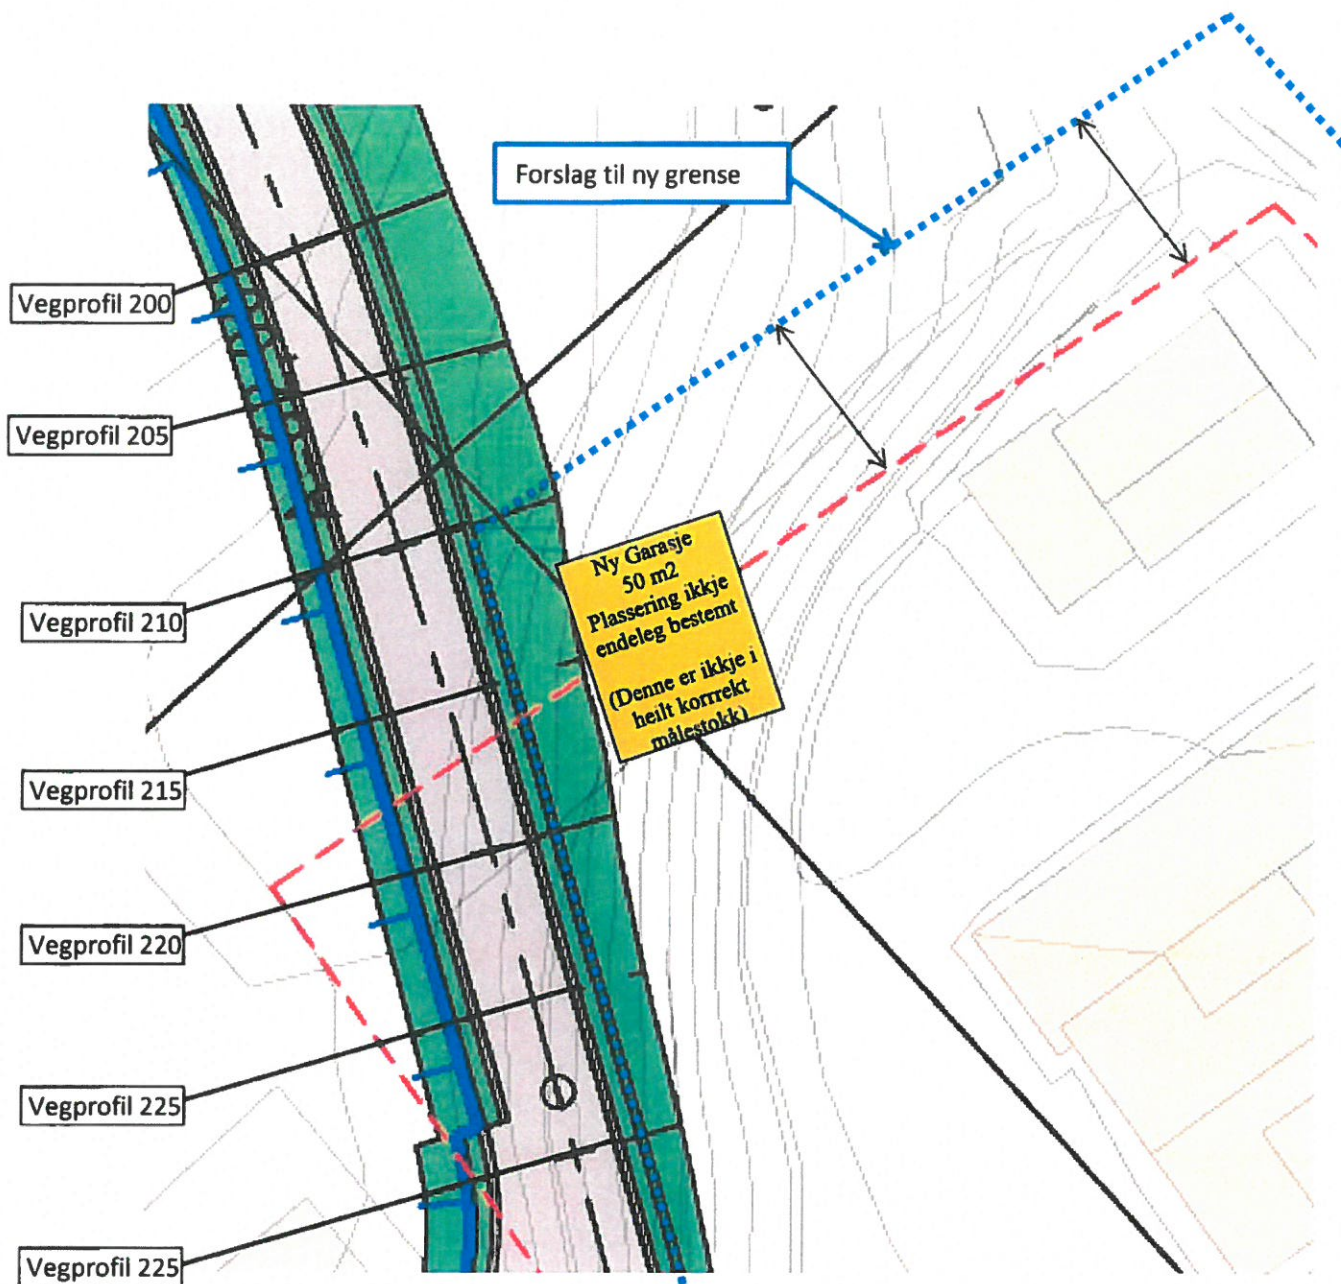 Forslag til ny grense
Vegprofil 200
Vegprofil 205
Ny Garasje
50 m2
Plassering ikkje
endeleg bestemt
(Denne er ikkje i
heilt korrrekt
målestokk)
Vegprofil 210
Vegprofil 215
Vegprofil 220
Vegprofil 225
Vegprofil 225